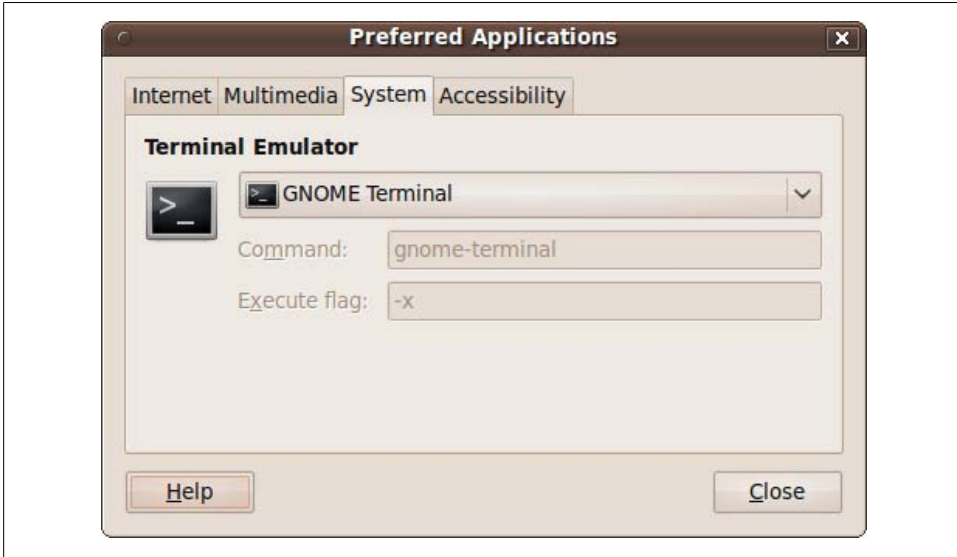 Preferred Applications
Internet Multimedia System Accessibility
Terminal Emulator
>_ >_ GNOME Terminal
Command: gnome-terminal
Execute flag: -x
Help Close